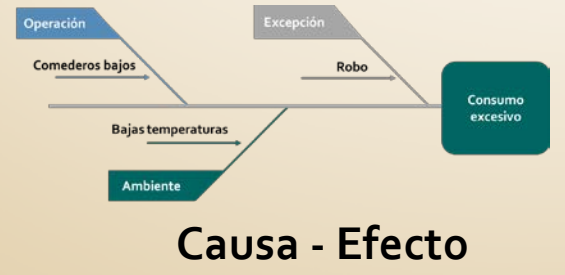 Operación
Excepción
Comederos bajos
Robo
Consumo
excesivo
Bajas temperaturas
Ambiente
Causa - Efecto